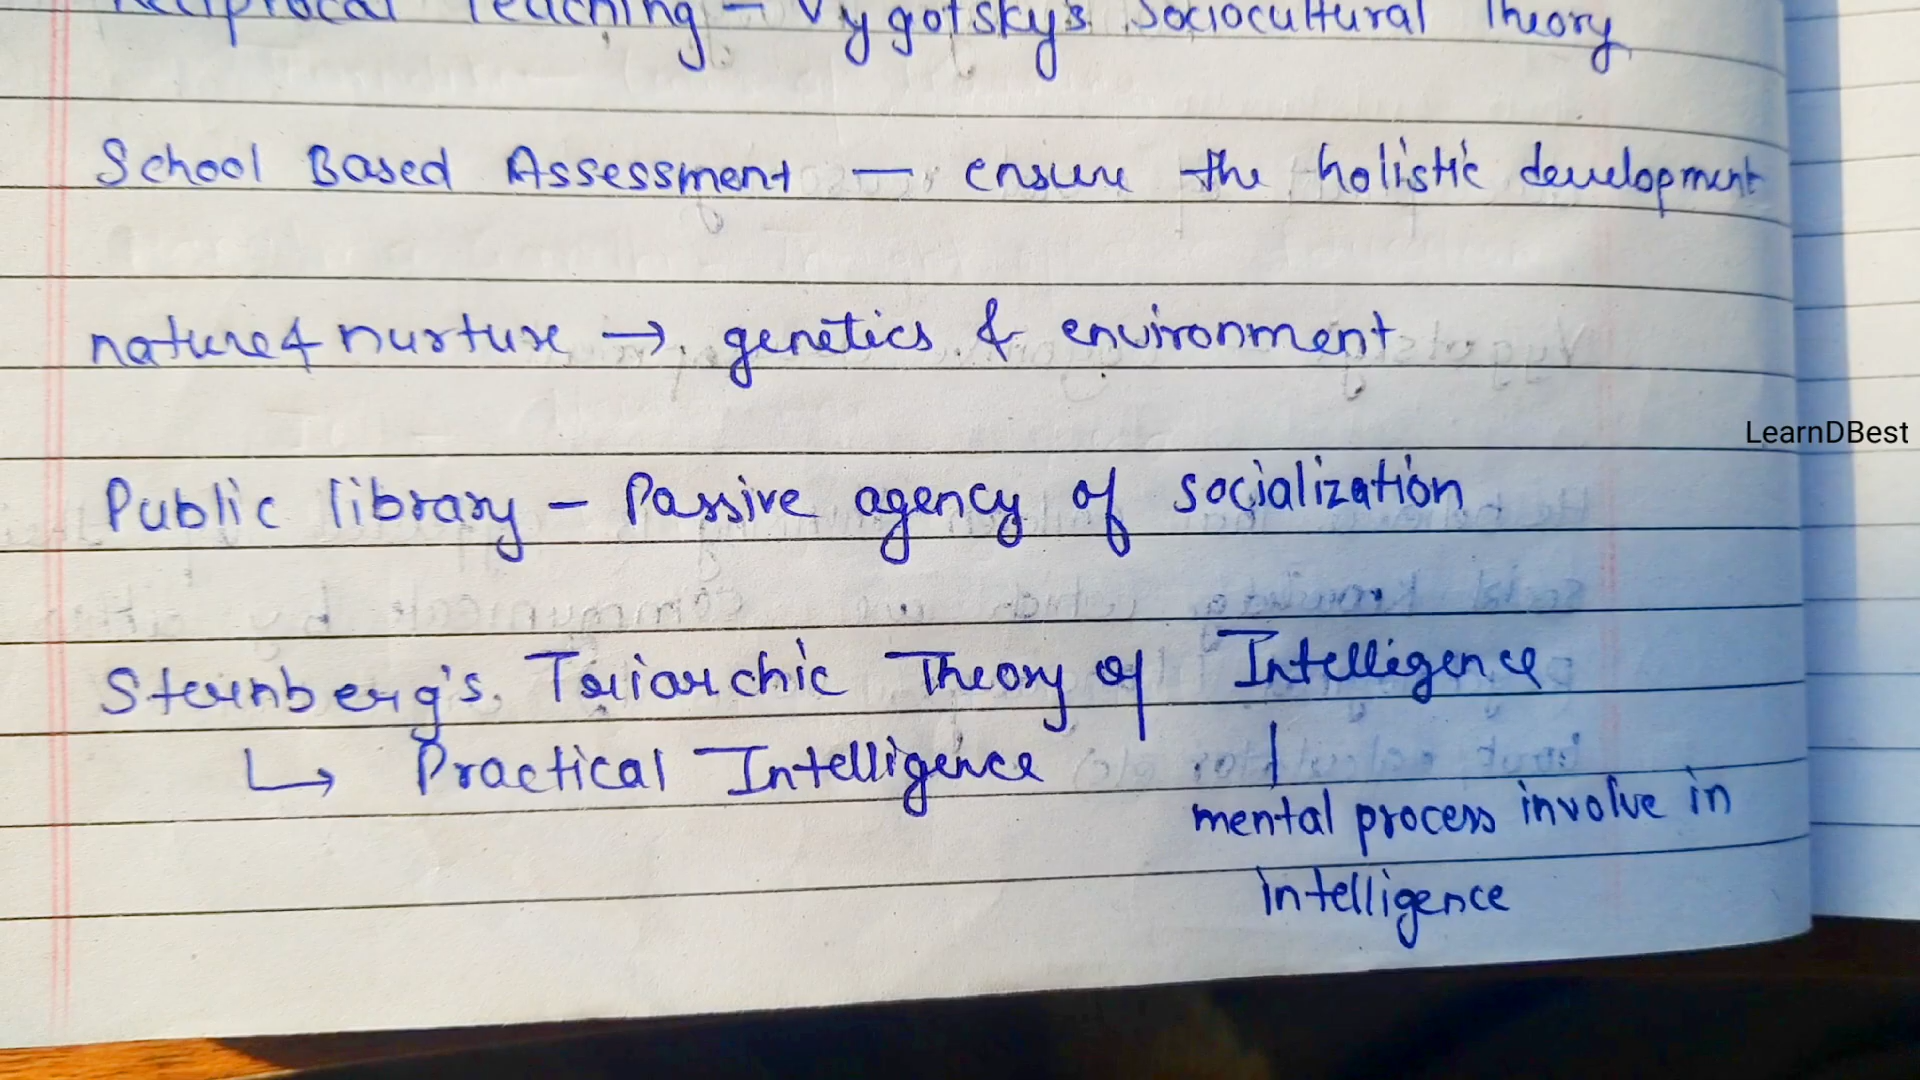 Reciprocal Teaching - Vygotsky's Sociocultural Theory
School Based Assessment — ensure the holistic development
nature & nurture → genetics & environment
LearnDBest
Public library - Passive agency of socialization
Sternberg's Triarchic Theory of Intelligence
↳ Practical Intelligence
mental process involve in
intelligence